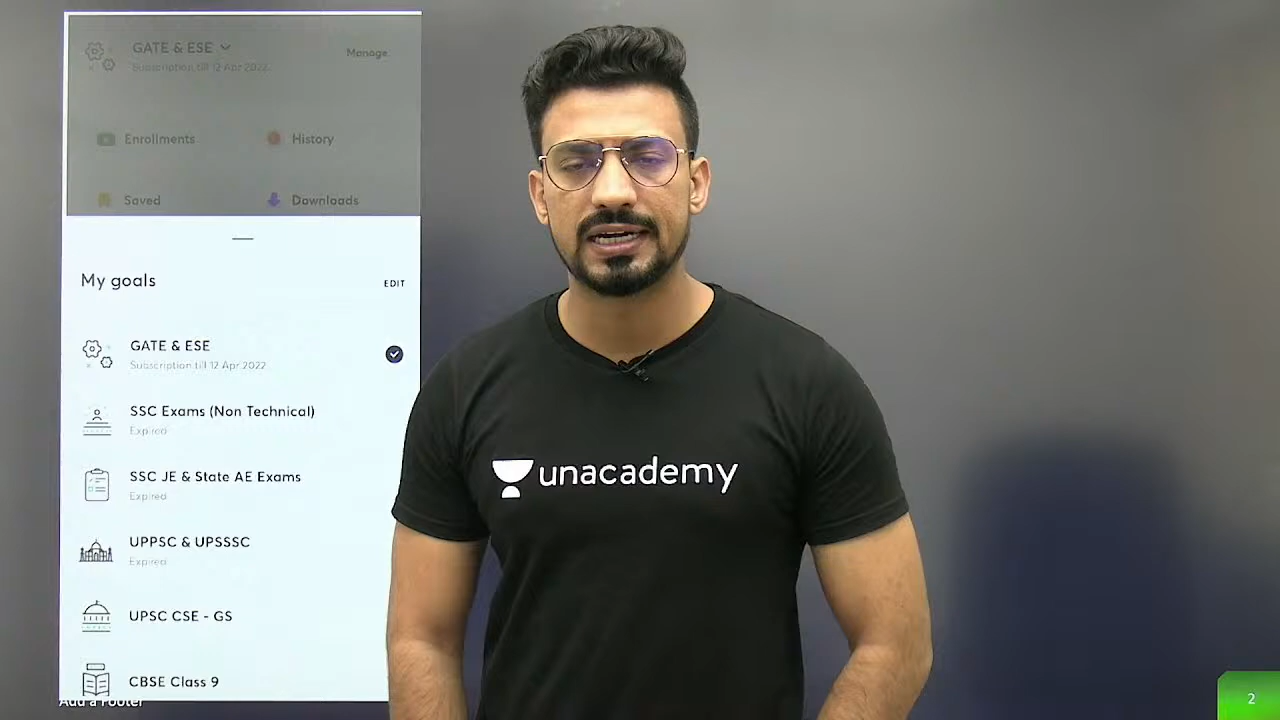 GATE & ESE
Manage
Subscription till 12 Apr 2022
Enrollments
History
Saved
Downloads
My goals
EDIT
GATE & ESE
Subscription till 12 Apr 2022
SSC Exams (Non Technical)
Expired
SSC JE & State AE Exams
Expired
UPPSC & UPSSSC
Expired
UPSC CSE - GS
CBSE Class 9
Add a Footer
unacademy
2